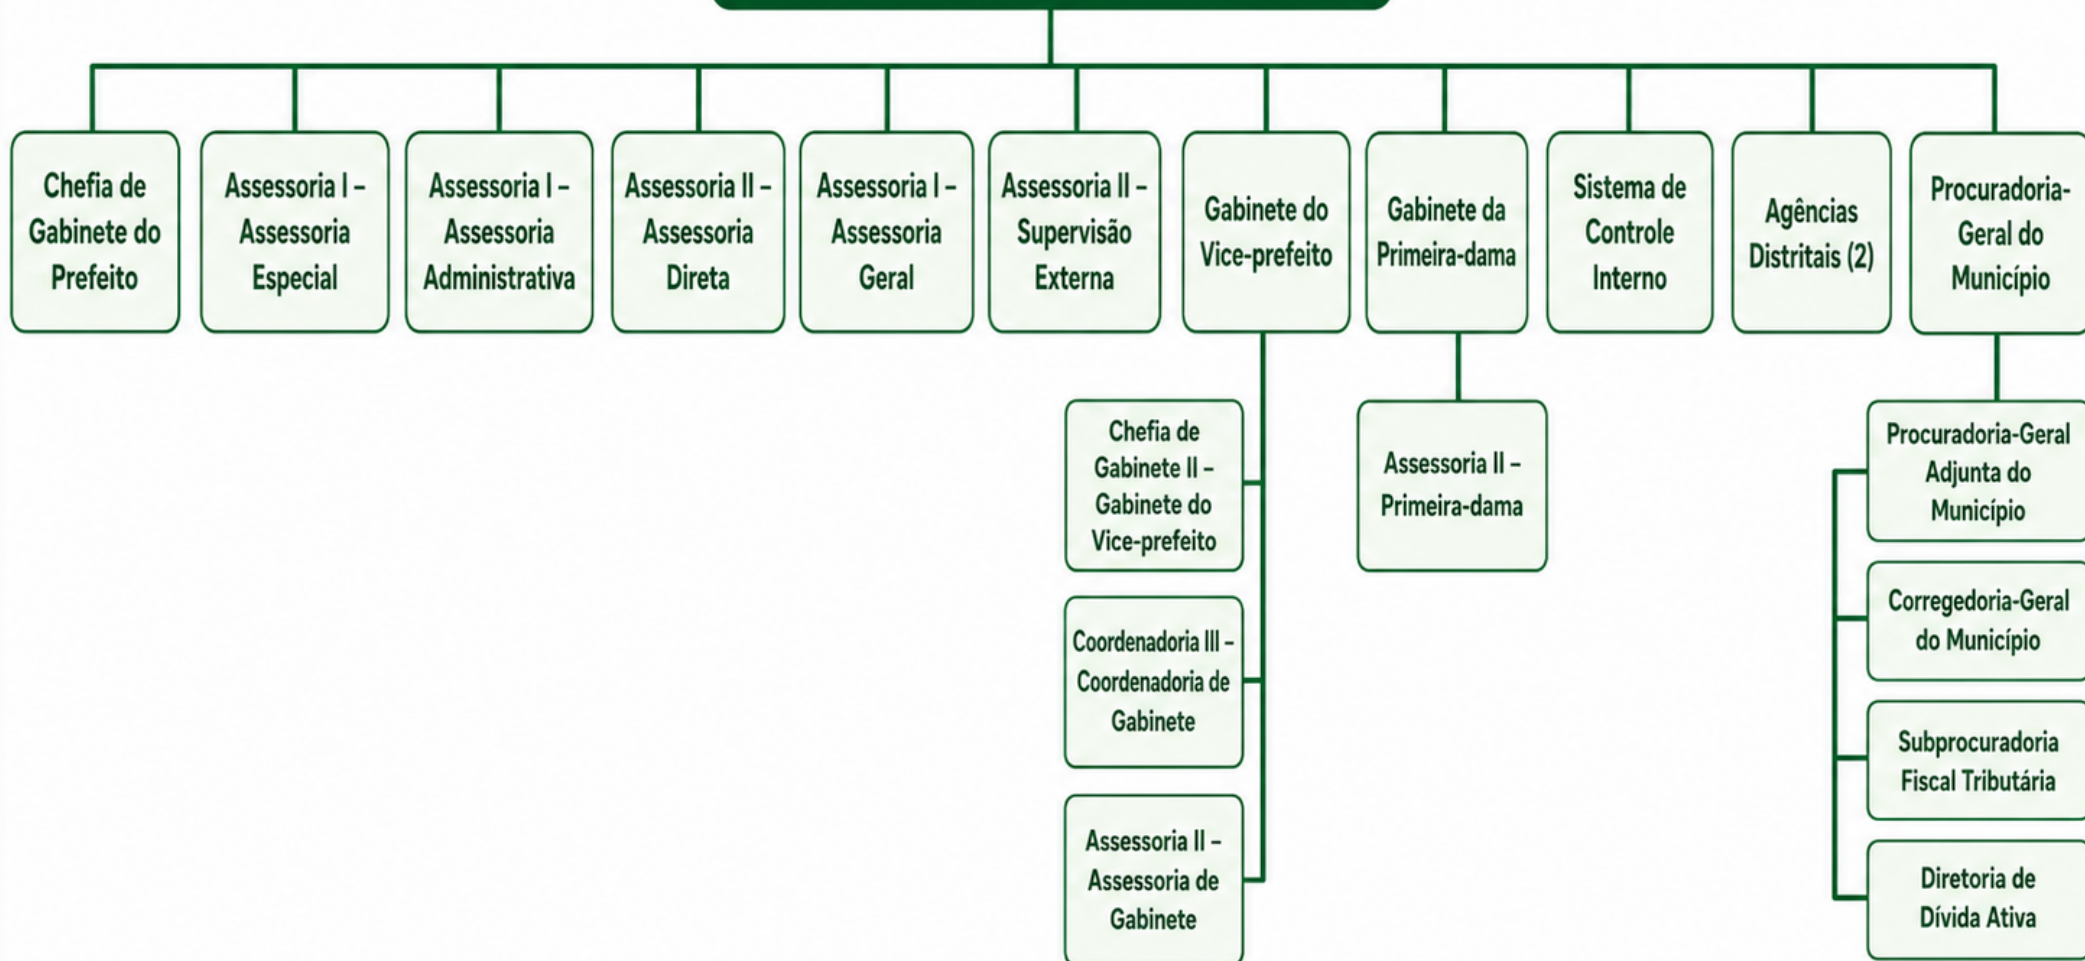 Chefia de
Gabinete do
Prefeito
Assessoria I –
Assessoria
Especial
Assessoria I –
Assessoria
Administrativa
Assessoria II –
Assessoria
Direta
Assessoria I –
Assessoria
Geral
Assessoria II –
Supervisão
Externa
Gabinete do
Vice-prefeito
Gabinete da
Primeira-dama
Sistema de
Controle
Interno
Agências
Distritais (2)
Procuradoria-
Geral do
Município
Chefia de
Gabinete II –
Gabinete do
Vice-prefeito
Coordenadoria III –
Coordenadoria de
Gabinete
Assessoria II –
Assessoria de
Gabinete
Assessoria II –
Primeira-dama
Procuradoria-Geral
Adjunta do
Município
Corregedoria-Geral
do Município
Subprocuradoria
Fiscal Tributária
Diretoria de
Dívida Ativa